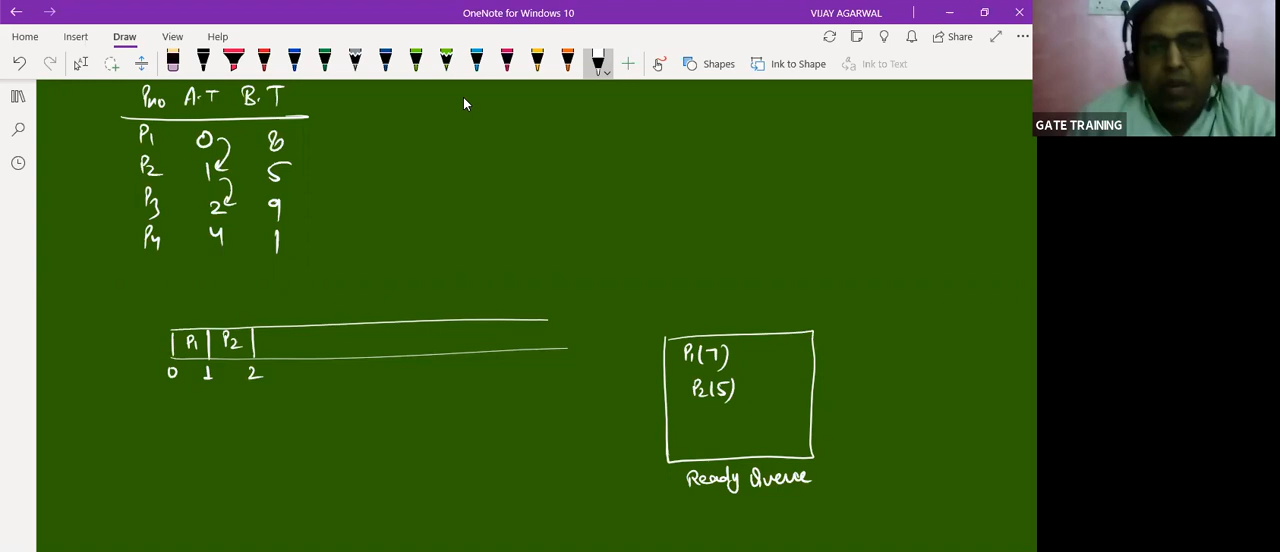 OneNote for Windows 10
VIJAY AGARWAL
Home Insert Draw View Help
Share
Shapes Ink to Shape Ink to Text
Pno A.T B.T
P1 0 8
P2 1 5
P3 2 9
P4 4 1
GATE TRAINING
P1 P2
0 1 2
P1(7)
P2(5)
Ready Queue